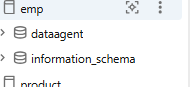 emp
dataagent
information_schema
product